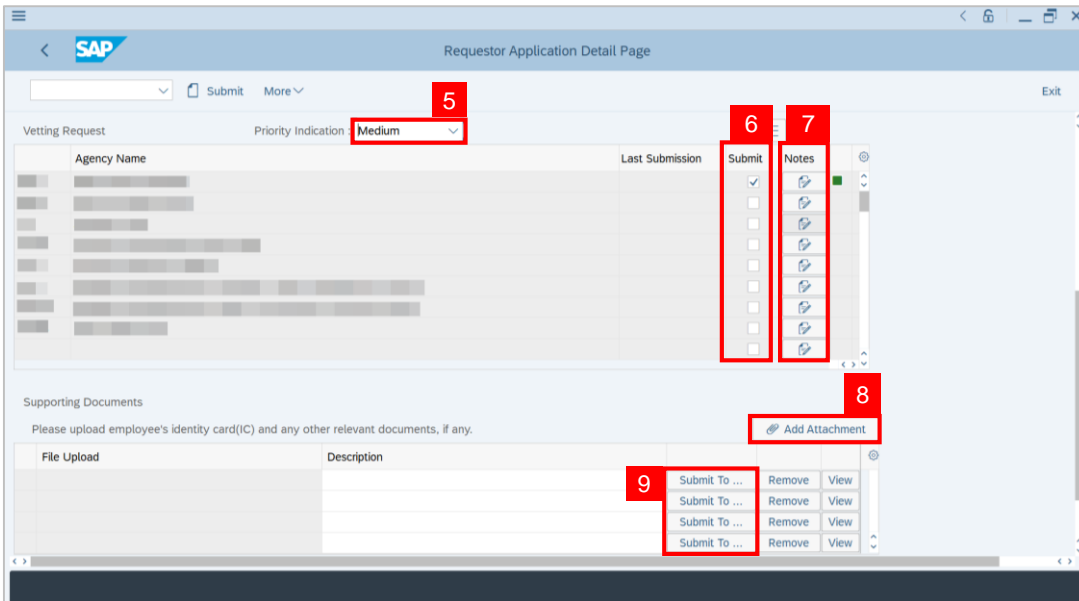 SAP
Requestor Application Detail Page
Submit More Exit
5
Vetting Request Priority Indication : Medium
6 7
Agency Name Last Submission Submit Notes
8
Supporting Documents
Please upload employee's identity card(IC) and any other relevant documents, if any. Add Attachment
File Upload Description
9
Submit To ... Remove View
Submit To ... Remove View
Submit To ... Remove View
Submit To ... Remove View